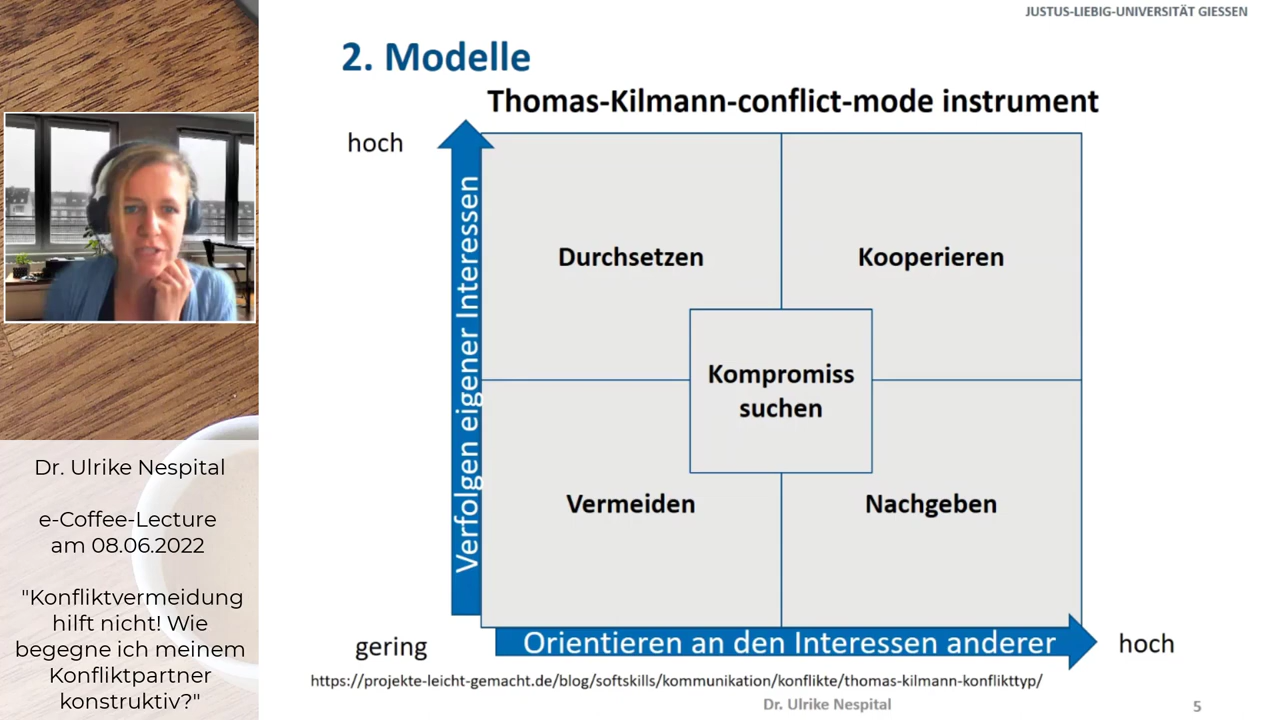 JUSTUS-LIEBIG-UNIVERSITÄT GIESSEN
2. Modelle
Thomas-Kilmann-conflict-mode instrument
hoch
Verfolgen eigener Interessen
Durchsetzen
Kooperieren
Kompromiss
suchen
Vermeiden
Nachgeben
gering
Orientieren an den Interessen anderer
hoch
https://projekte-leicht-gemacht.de/blog/softskills/kommunikation/konflikte/thomas-kilmann-konflikttyp/
Dr. Ulrike Nespital
5
Dr. Ulrike Nespital
e-Coffee-Lecture
am 08.06.2022
"Konfliktvermeidung
hilft nicht! Wie
begegne ich meinem
Konfliktpartner
konstruktiv?"